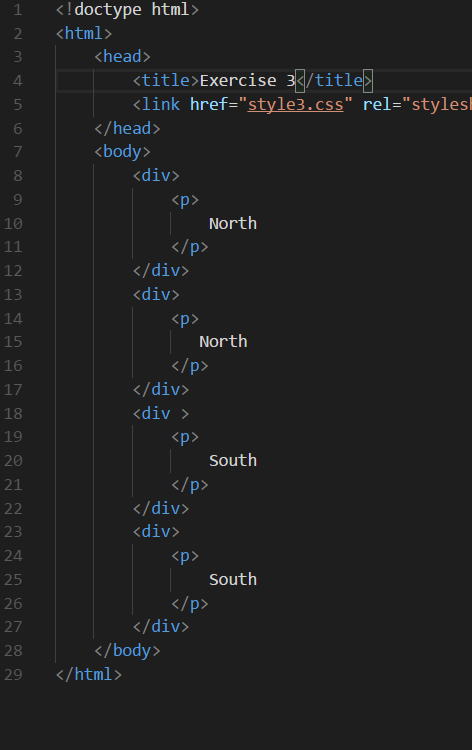 1 <!doctype html>
2 <html>
3 <head>
4 <title>Exercise 3</title>
5 <link href="style3.css" rel="stylesh
6 </head>
7 <body>
8 <div>
9 <p>
10 North
11 </p>
12 </div>
13 <div>
14 <p>
15 North
16 </p>
17 </div>
18 <div >
19 <p>
20 South
21 </p>
22 </div>
23 <div>
24 <p>
25 South
26 </p>
27 </div>
28 </body>
29 </html>